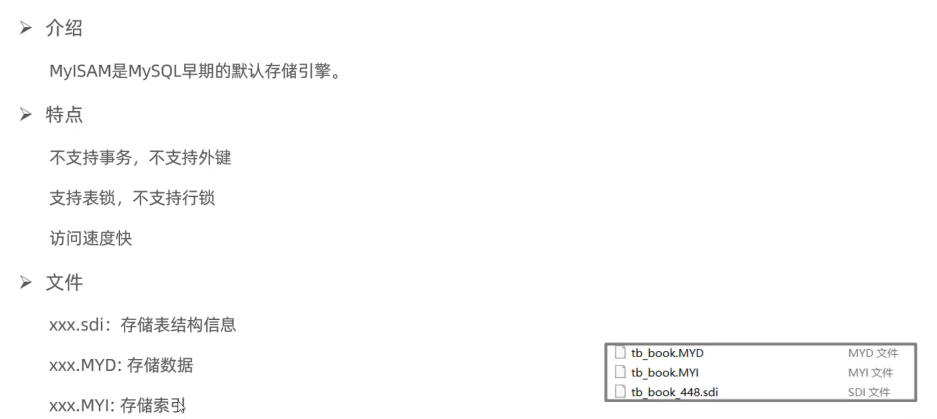 介绍
MyISAM是MySQL早期的默认存储引擎。
特点
不支持事务，不支持外键
支持表锁，不支持行锁
访问速度快
文件
xxx.sdi：存储表结构信息
xxx.MYD: 存储数据
xxx.MYI: 存储索引
tb_book.MYD MYD 文件
tb_book.MYI MYI 文件
tb_book_448.sdi SDI 文件